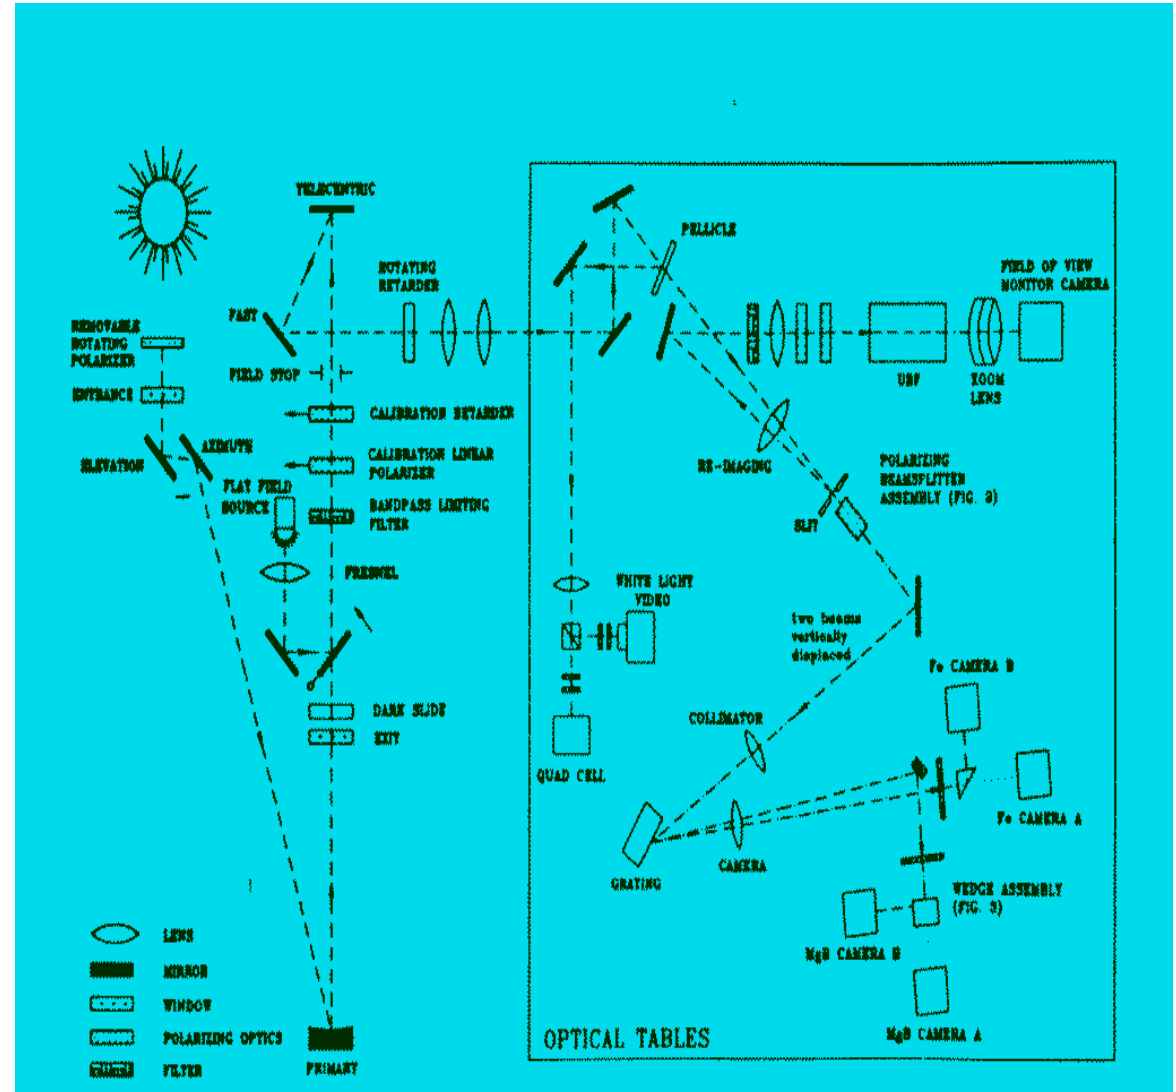 TELECENTRIC
PELLICLE
ROTATING
RETARDER
FIELD OF VIEW
MONITOR CAMERA
FAST
REMOVABLE
ROTATING
POLARIZER
FIELD STOP
UBF
ZOOM
LENS
ENTRANCE
CALIBRATION RETARDER
AZIMUTH
ELEVATION
CALIBRATION LINEAR
POLARIZER
RE-IMAGING
POLARIZING
BEAMSPLITTER
ASSEMBLY (FIG. 2)
FLAT FIELD
SOURCE
BANDPASS LIMITING
FILTER
SLIT
FRESNEL
WHITE LIGHT
VIDEO
two beams
vertically
displaced
Fe CAMERA B
DARK SLIDE
EXIT
COLLIMATOR
QUAD CELL
Fe CAMERA A
GRATING
CAMERA
WEDGE ASSEMBLY
(FIG. 3)
LENS
MgB CAMERA B
MIRROR
WINDOW
POLARIZING OPTICS
FILTER
PRIMARY
OPTICAL TABLES
MgB CAMERA A